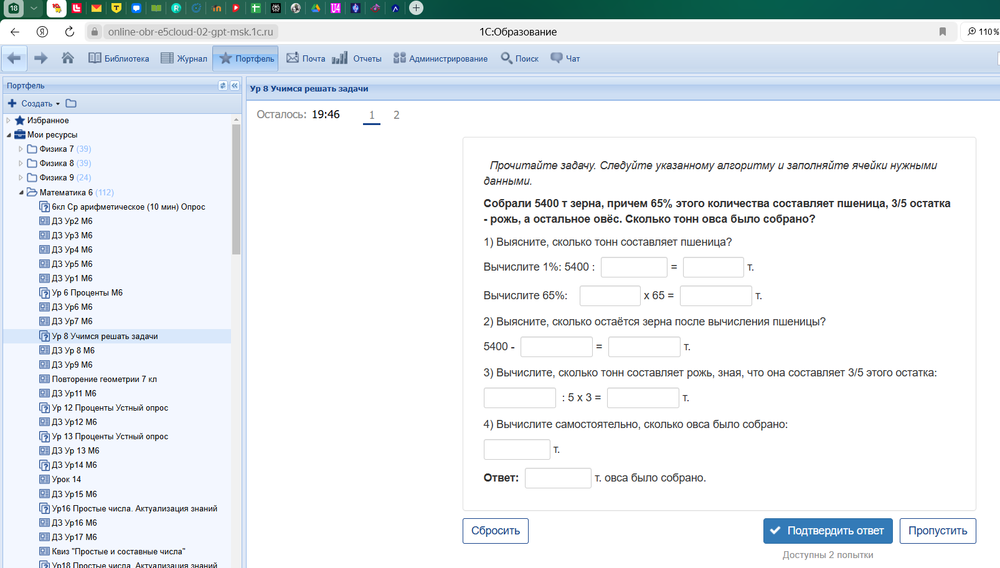 18
online-obr-e5cloud-02-gpt-msk.1c.ru
1С:Образование
110%
Библиотека
Журнал
Портфель
Почта
Отчеты
Администрирование
Поиск
Чат
Портфель
Создать
Избранное
Мои ресурсы
Физика 7 (39)
Физика 8 (39)
Физика 9 (24)
Математика 6 (112)
6кл Ср арифметическое (10 мин) Опрос
ДЗ Ур2 М6
ДЗ Ур3 М6
ДЗ Ур4 М6
ДЗ Ур5 М6
ДЗ Ур1 М6
Ур 6 Проценты М6
ДЗ Ур6 М6
ДЗ Ур7 М6
Ур 8 Учимся решать задачи
ДЗ Ур 8 М6
ДЗ Ур9 М6
Повторение геометрии 7 кл
ДЗ Ур11 М6
Ур 12 Проценты Устный опрос
ДЗ Ур12 М6
Ур 13 Проценты Устный опрос
ДЗ Ур 13 М6
ДЗ Ур14 М6
Урок 14
ДЗ Ур15 М6
Ур16 Простые числа. Актуализация знаний
ДЗ Ур16 М6
ДЗ Ур17 М6
Квиз "Простые и составные числа"
Ур18 Простые числа. Актуализация знаний
Ур 8 Учимся решать задачи
Осталось: 19:46 1 2
Прочитайте задачу. Следуйте указанному алгоритму и заполняйте ячейки нужными
данными.
Собрали 5400 т зерна, причем 65% этого количества составляет пшеница, 3/5 остатка
- рожь, а остальное овёс. Сколько тонн овса было собрано?
1) Выясните, сколько тонн составляет пшеница?
Вычислите 1%: 5400 : = т.
Вычислите 65%: х 65 = т.
2) Выясните, сколько остаётся зерна после вычисления пшеницы?
5400 - = т.
3) Вычислите, сколько тонн составляет рожь, зная, что она составляет 3/5 этого остатка:
: 5 х 3 = т.
4) Вычислите самостоятельно, сколько овса было собрано:
т.
Ответ: т. овса было собрано.
Сбросить
Подтвердить ответ
Пропустить
Доступны 2 попытки